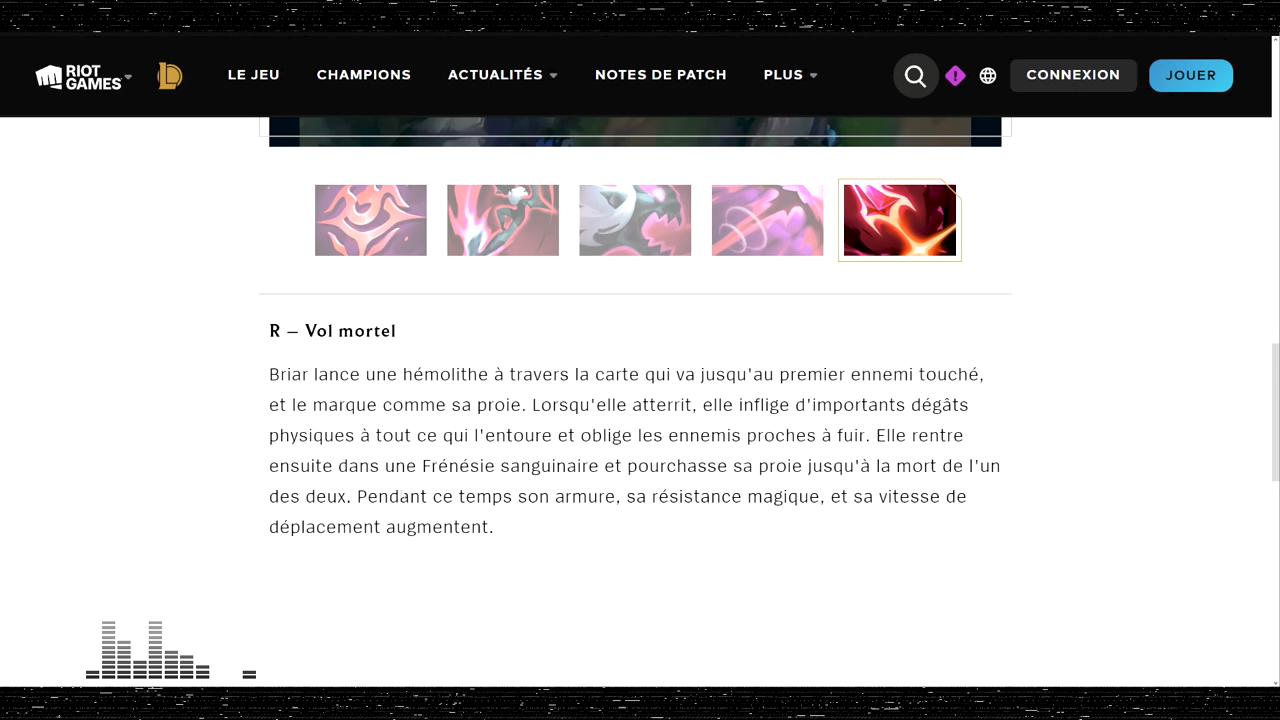 RIOT
GAMES
LE JEU
CHAMPIONS
ACTUALITÉS
NOTES DE PATCH
PLUS
CONNEXION
JOUER
R – Vol mortel
Briar lance une hémolithe à travers la carte qui va jusqu'au premier ennemi touché,
et le marque comme sa proie. Lorsqu'elle atterrit, elle inflige d'importants dégâts
physiques à tout ce qui l'entoure et oblige les ennemis proches à fuir. Elle rentre
ensuite dans une Frénésie sanguinaire et pourchasse sa proie jusqu'à la mort de l'un
des deux. Pendant ce temps son armure, sa résistance magique, et sa vitesse de
déplacement augmentent.